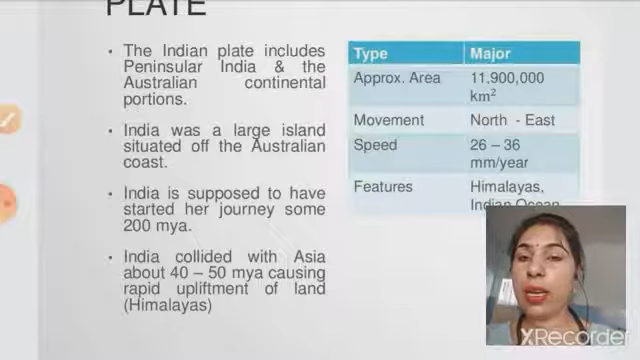 PLATE
• The Indian plate includes
Peninsular India & the
Australian continental
portions.
• India was a large island
situated off the Australian
coast.
• India is supposed to have
started her journey some
200 mya.
• India collided with Asia
about 40 – 50 mya causing
rapid upliftment of land
(Himalayas)
Type Major
Approx. Area 11,900,000
km²
Movement North - East
Speed 26 – 36
mm/year
Features Himalayas,
Indian Ocean
XRecorder